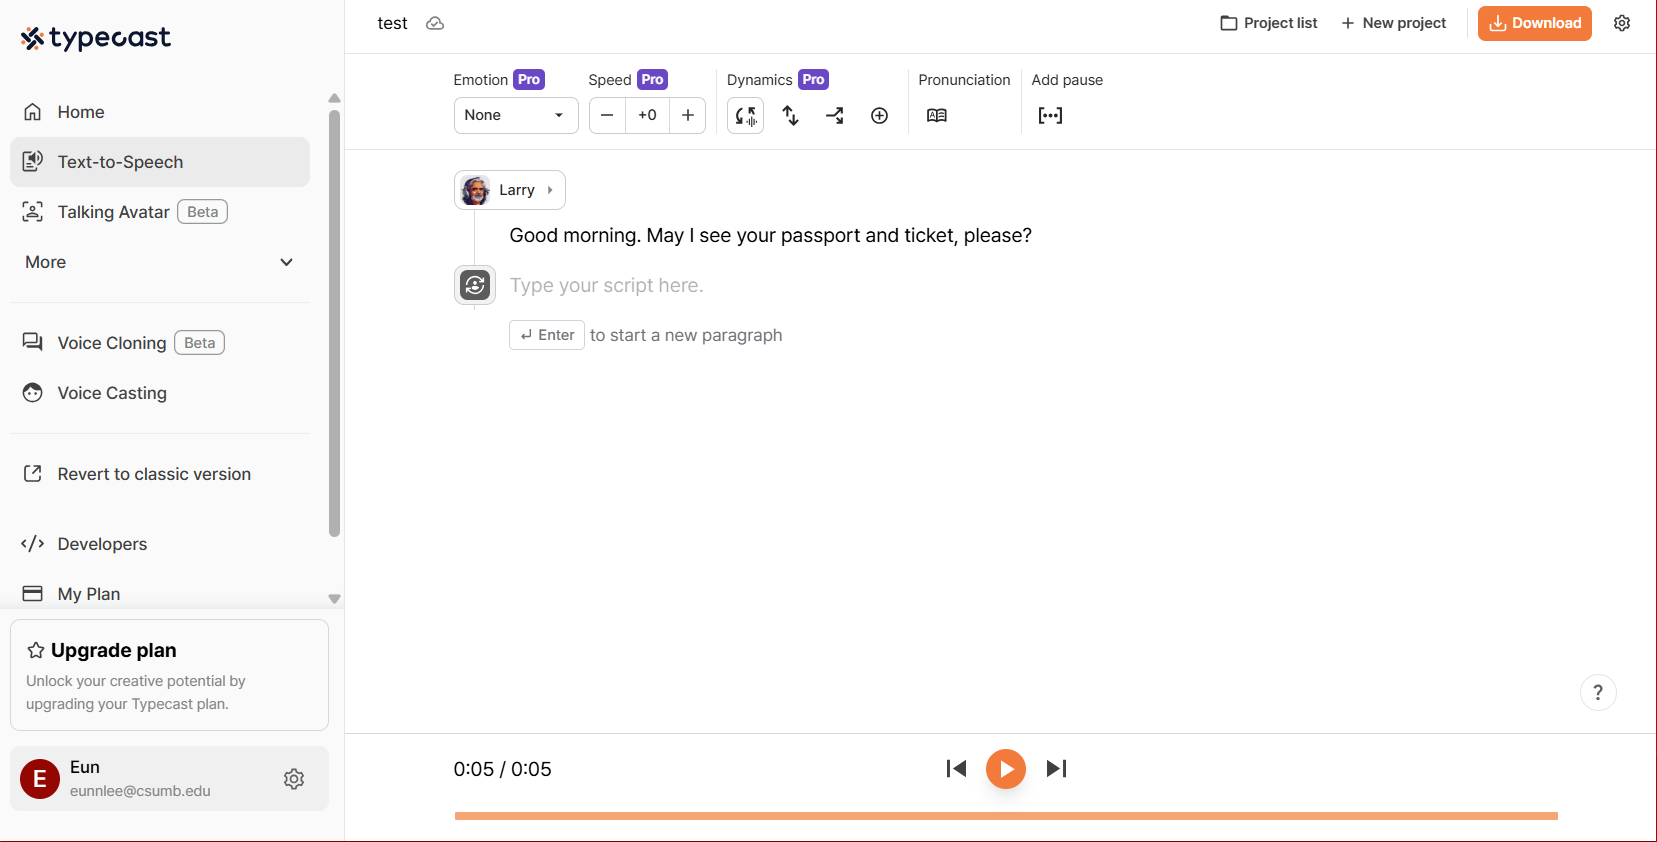 typecast
Home
Text-to-Speech
Talking Avatar Beta
More
Voice Cloning Beta
Voice Casting
Revert to classic version
Developers
My Plan
Upgrade plan
Unlock your creative potential by
upgrading your Typecast plan.
E
Eun
eunnlee@csumb.edu
test
Project list
New project
Download
Emotion Pro
Speed Pro
Dynamics Pro
Pronunciation
Add pause
None
+0
Larry
Good morning. May I see your passport and ticket, please?
Type your script here.
Enter to start a new paragraph
?
0:05 / 0:05